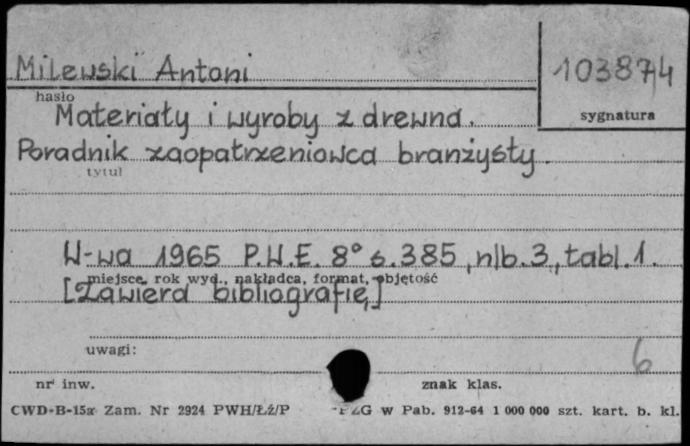 Milewski Antoni
103874
hasło
sygnatura
Materiały i wyroby z drewna.
Poradnik zaopatrzeniowca branżysty.
tytuł
W-wa 1965 P.W.E. 8° s. 385, nlb. 3, tabl. 1.
miejsce, rok wyd., nakładca, format, objętość
[Zawiera bibliografię]
uwagi:
6
nr inw.
znak klas.
CWD-B-15a Zam. Nr 2924 PWH/Łż/P
w Pab. 912-64 1 000 000 szt. kart. b. kl.